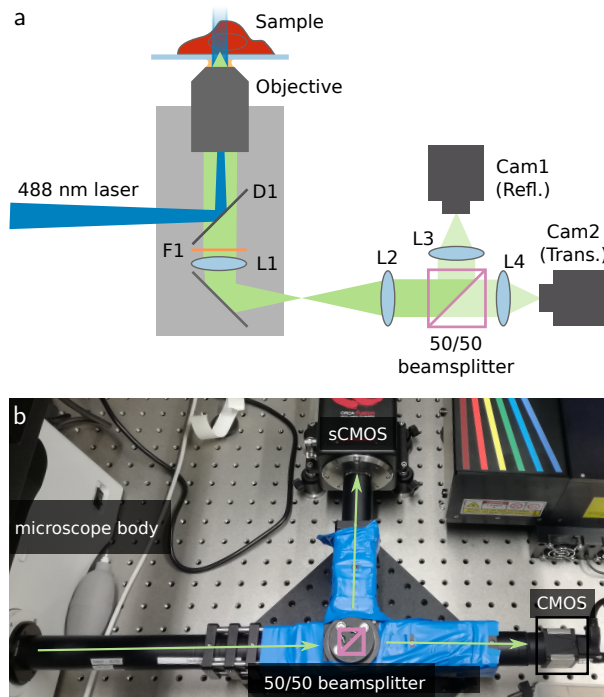 a
Sample
Objective
488 nm laser
D1
F1
L1
L2
L3
L4
Cam1
(Refl.)
Cam2
(Trans.)
50/50
beamsplitter
b
sCMOS
microscope body
CMOS
50/50 beamsplitter